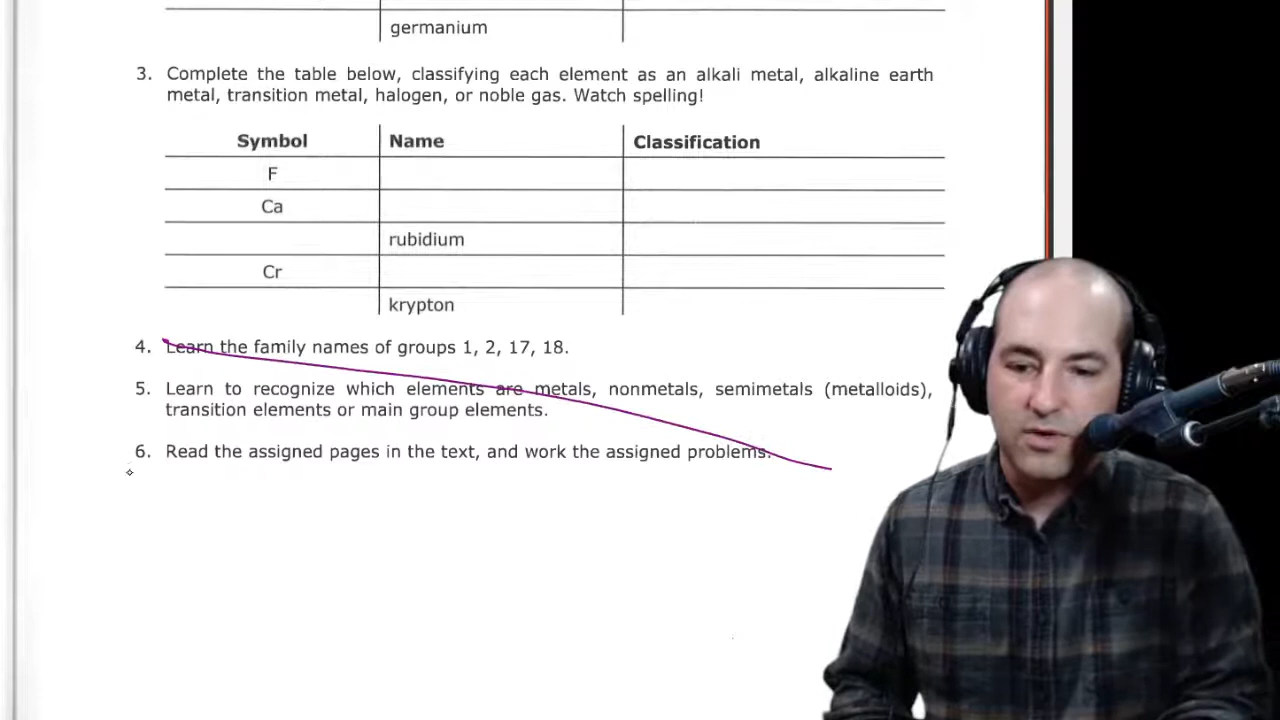 germanium
3. Complete the table below, classifying each element as an alkali metal, alkaline earth
metal, transition metal, halogen, or noble gas. Watch spelling!
Symbol Name Classification
F
Ca
rubidium
Cr
krypton
4. Learn the family names of groups 1, 2, 17, 18.
5. Learn to recognize which elements are metals, nonmetals, semimetals (metalloids),
transition elements or main group elements.
6. Read the assigned pages in the text, and work the assigned problems.